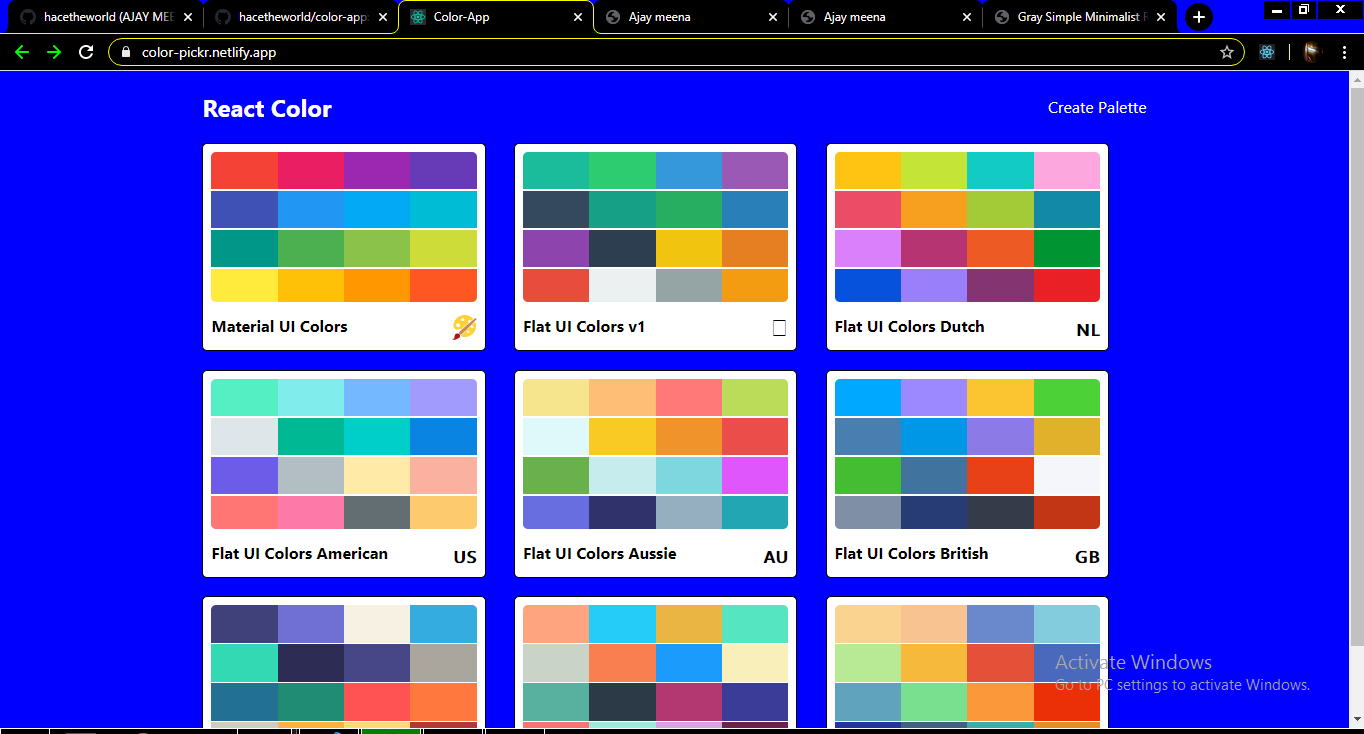 hacetheworld (AJAY MEE
hacetheworld/color-app:
Color-App
Ajay meena
Ajay meena
Gray Simple Minimalist
color-pickr.netlify.app
React Color
Create Palette
Material UI Colors
Flat UI Colors v1
Flat UI Colors Dutch
NL
Flat UI Colors American
US
Flat UI Colors Aussie
AU
Flat UI Colors British
GB
Activate Windows
Go to PC settings to activate Windows.